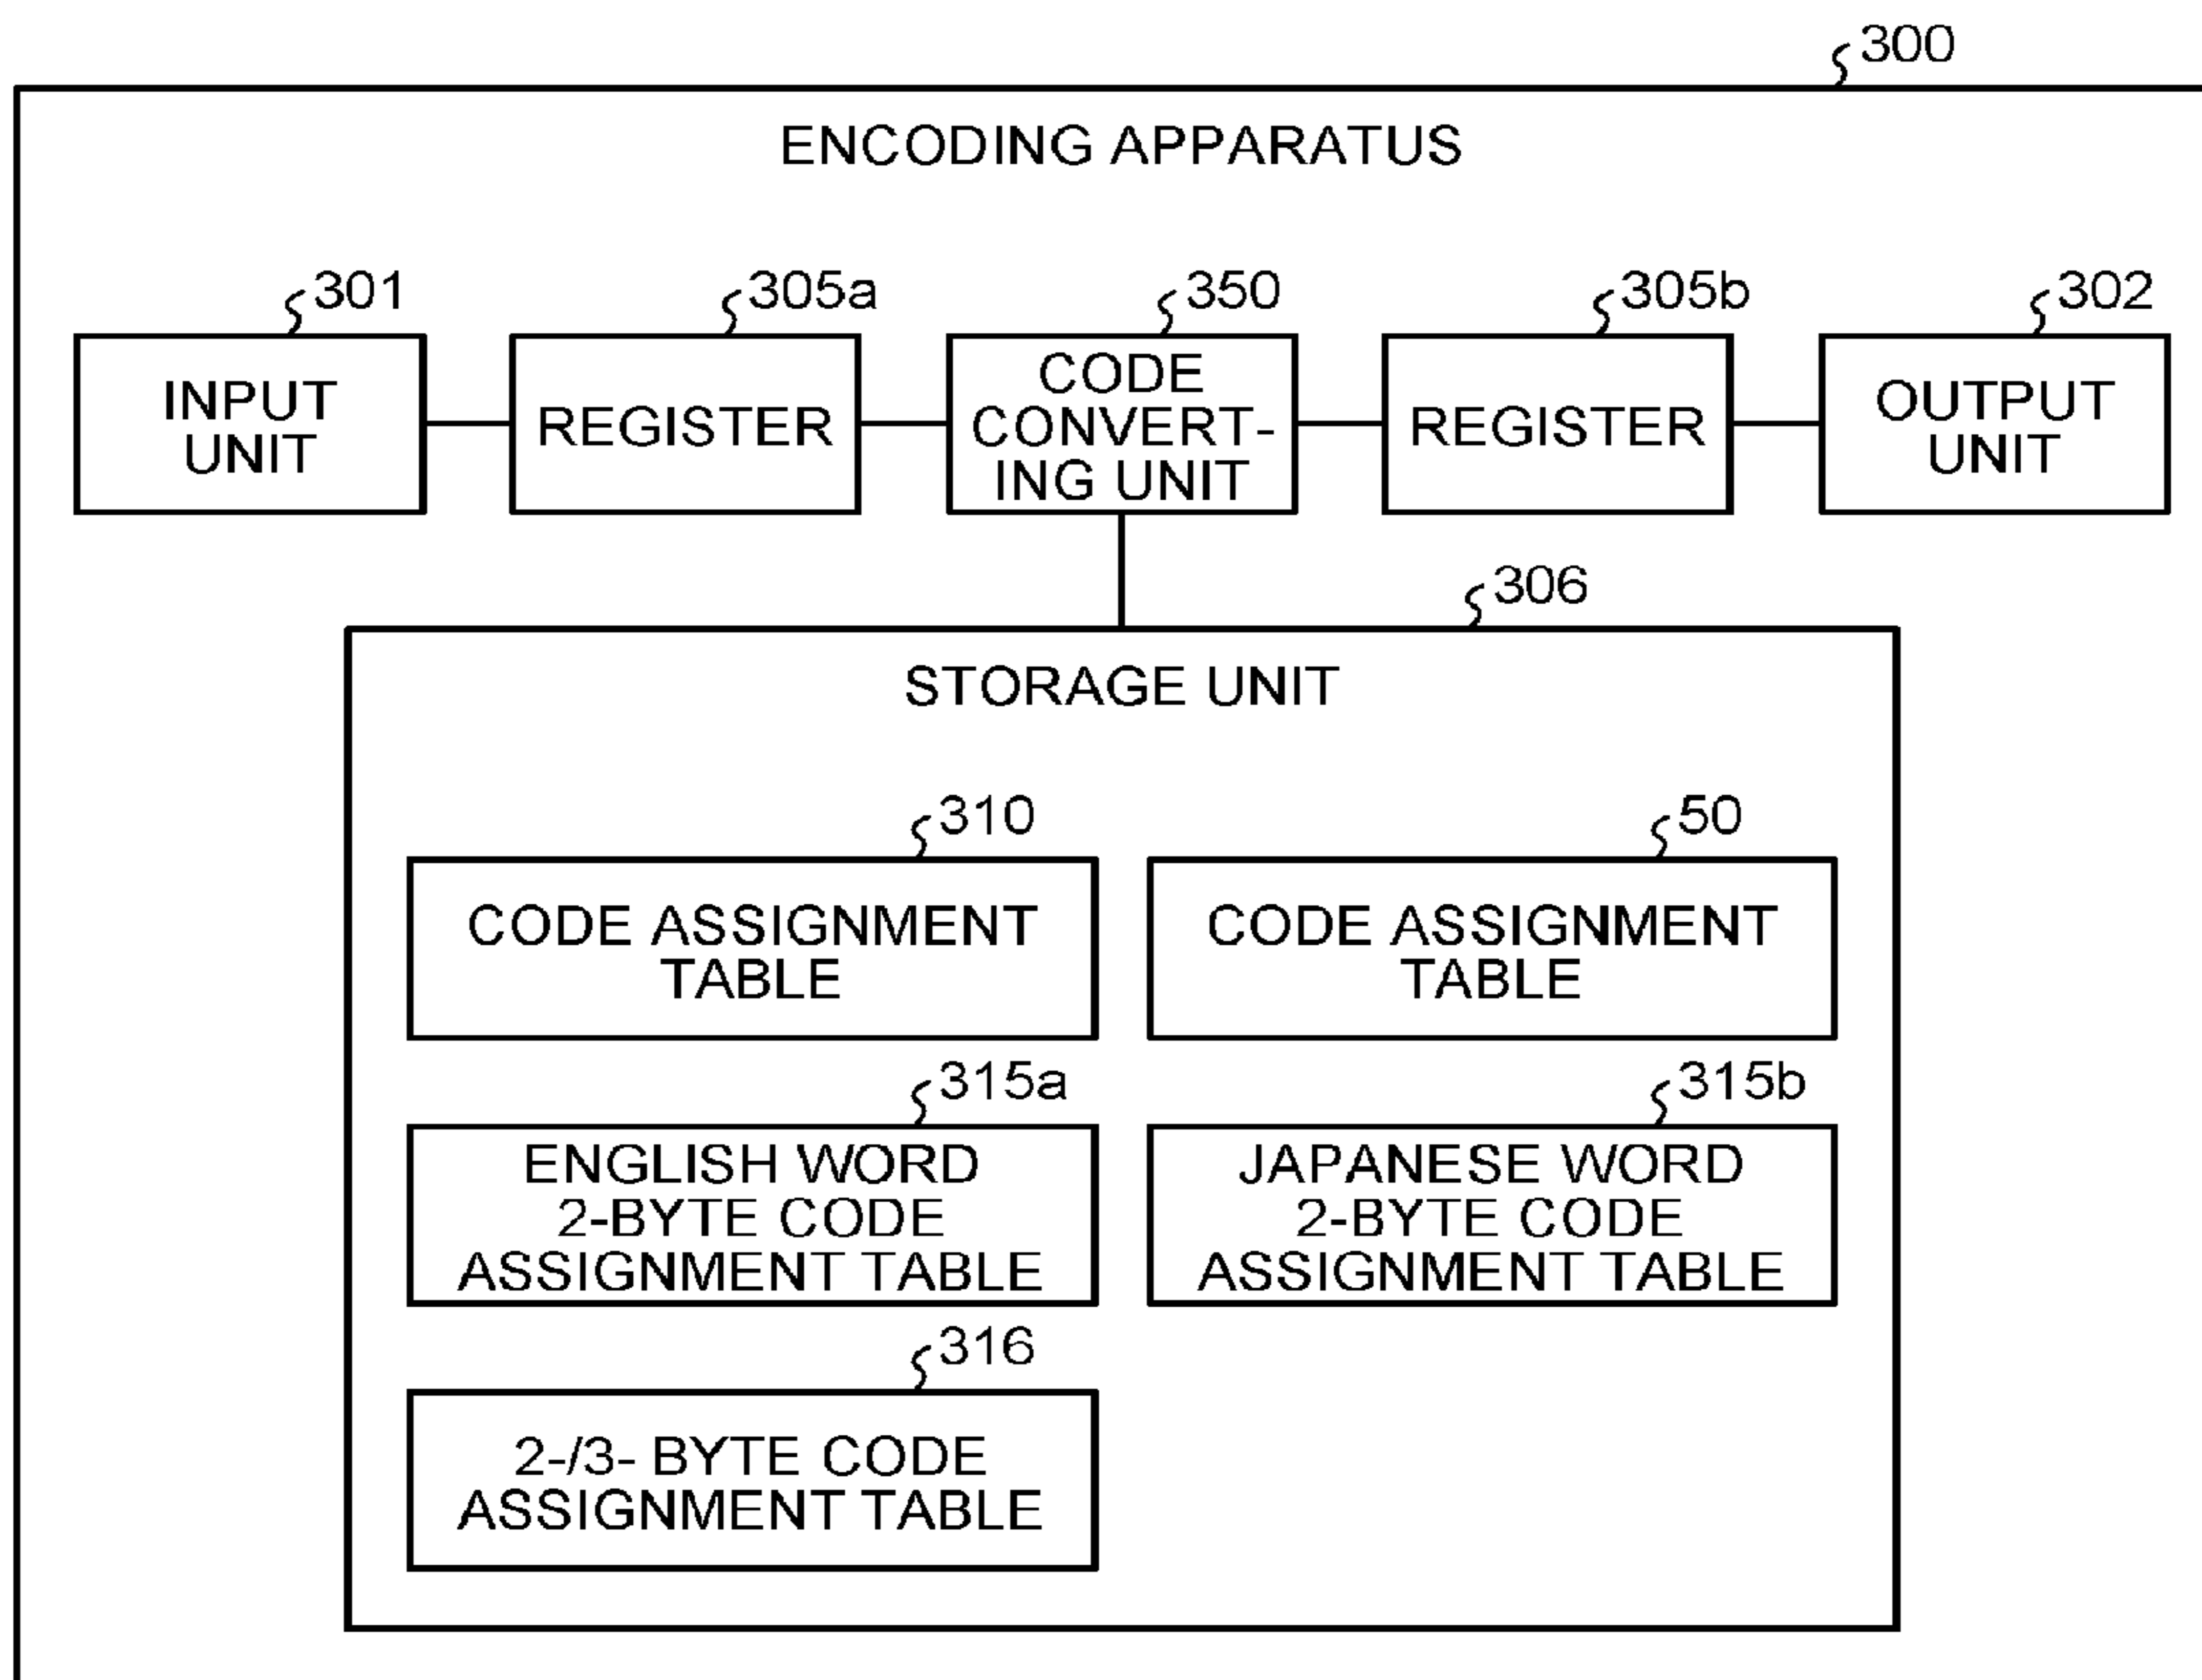 300
ENCODING APPARATUS
301
305a
350
305b
302
INPUT
UNIT
REGISTER
CODE
CONVERT-
ING UNIT
REGISTER
OUTPUT
UNIT
306
STORAGE UNIT
310
50
CODE ASSIGNMENT
TABLE
CODE ASSIGNMENT
TABLE
315a
315b
ENGLISH WORD
2-BYTE CODE
ASSIGNMENT TABLE
JAPANESE WORD
2-BYTE CODE
ASSIGNMENT TABLE
316
2-/3- BYTE CODE
ASSIGNMENT TABLE